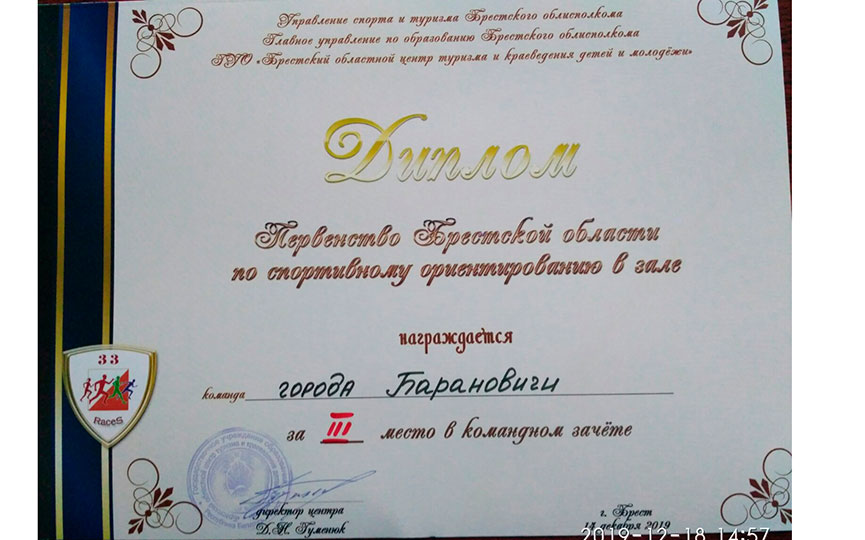 Управление спорта и туризма Брестского облисполкома
Главное управление по образованию Брестского облисполкома
ГУО «Брестский областной центр туризма и краеведения детей и молодёжи»
Диплом
Первенство Брестской области
по спортивному ориентированию в зале
награждается
команда города Барановичи
за III место в командном зачёте
33
RaceS
директор центра
Д.Н. Гуменюк
г. Брест
декабря 2019
2019-12-18 14:57